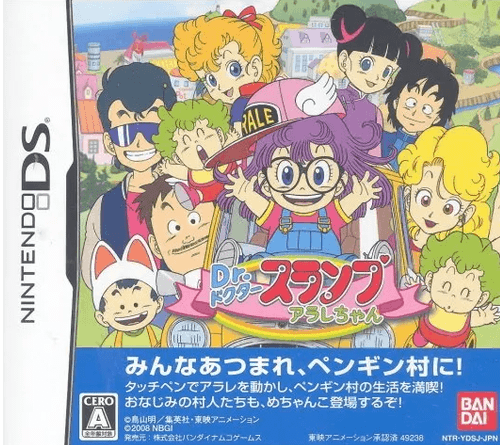 NINTENDO DS
ARALE
Dr.
ドクター
スランプ
アラレちゃん
みんなあつまれ、ペンギン村に!
タッチペンでアラレを動かし、ペンギン村の生活を満喫!
おなじみの村人たちも、めちゃんこ登場するぞ!
CERO
A
全年齢対象
©鳥山明/集英社・東映アニメーション 東映アニメーション承認済 49236
©2008 NBGI
発売元:株式会社バンダイナムコゲームス
BAN
DAI
NTR-YDSJ-JPN